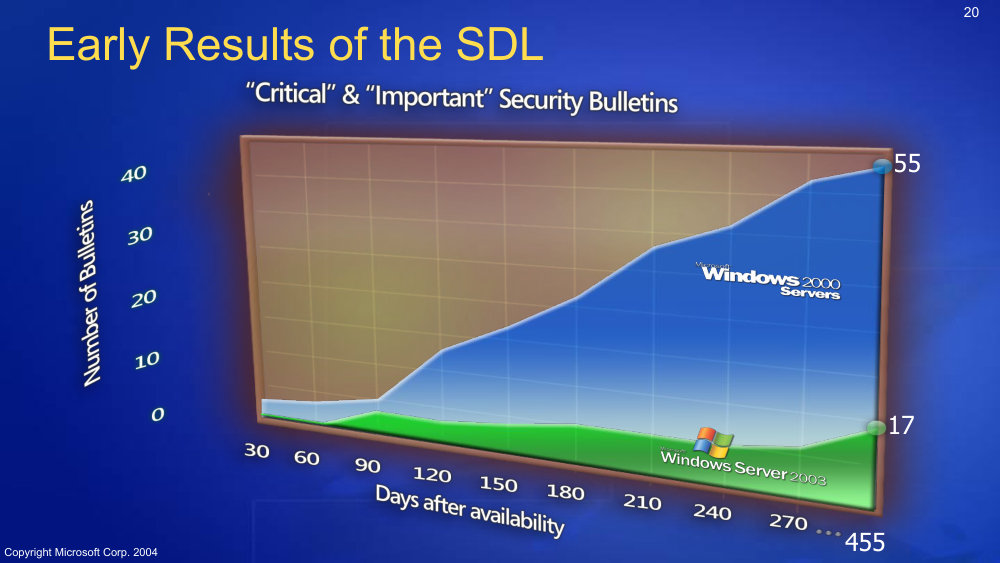 20
Early Results of the SDL
“Critical” & “Important” Security Bulletins
Number of Bulletins
40
30
20
10
0
55
Microsoft
Windows 2000
Servers
17
Windows Server 2003
30 60 90 120 150 180 210 240 270 ... 455
Days after availability
Copyright Microsoft Corp. 2004